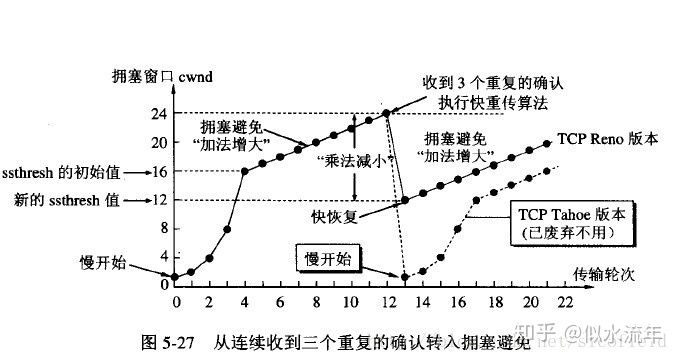 拥塞窗口 cwnd
收到 3 个重复的确认
执行快重传算法
24
20
16
12
8
4
0
拥塞避免
“加法增大”
“乘法减小”
拥塞避免
“加法增大”
TCP Reno 版本
ssthresh 的初始值
新的 ssthresh 值
快恢复
TCP Tahoe 版本
(已废弃不用)
慢开始
慢开始
传输轮次
0 2 4 6 8 10 12 14 16 18 20 22
图 5-27 从连续收到三个重复的确认转入拥塞避免
知乎 @似水流年